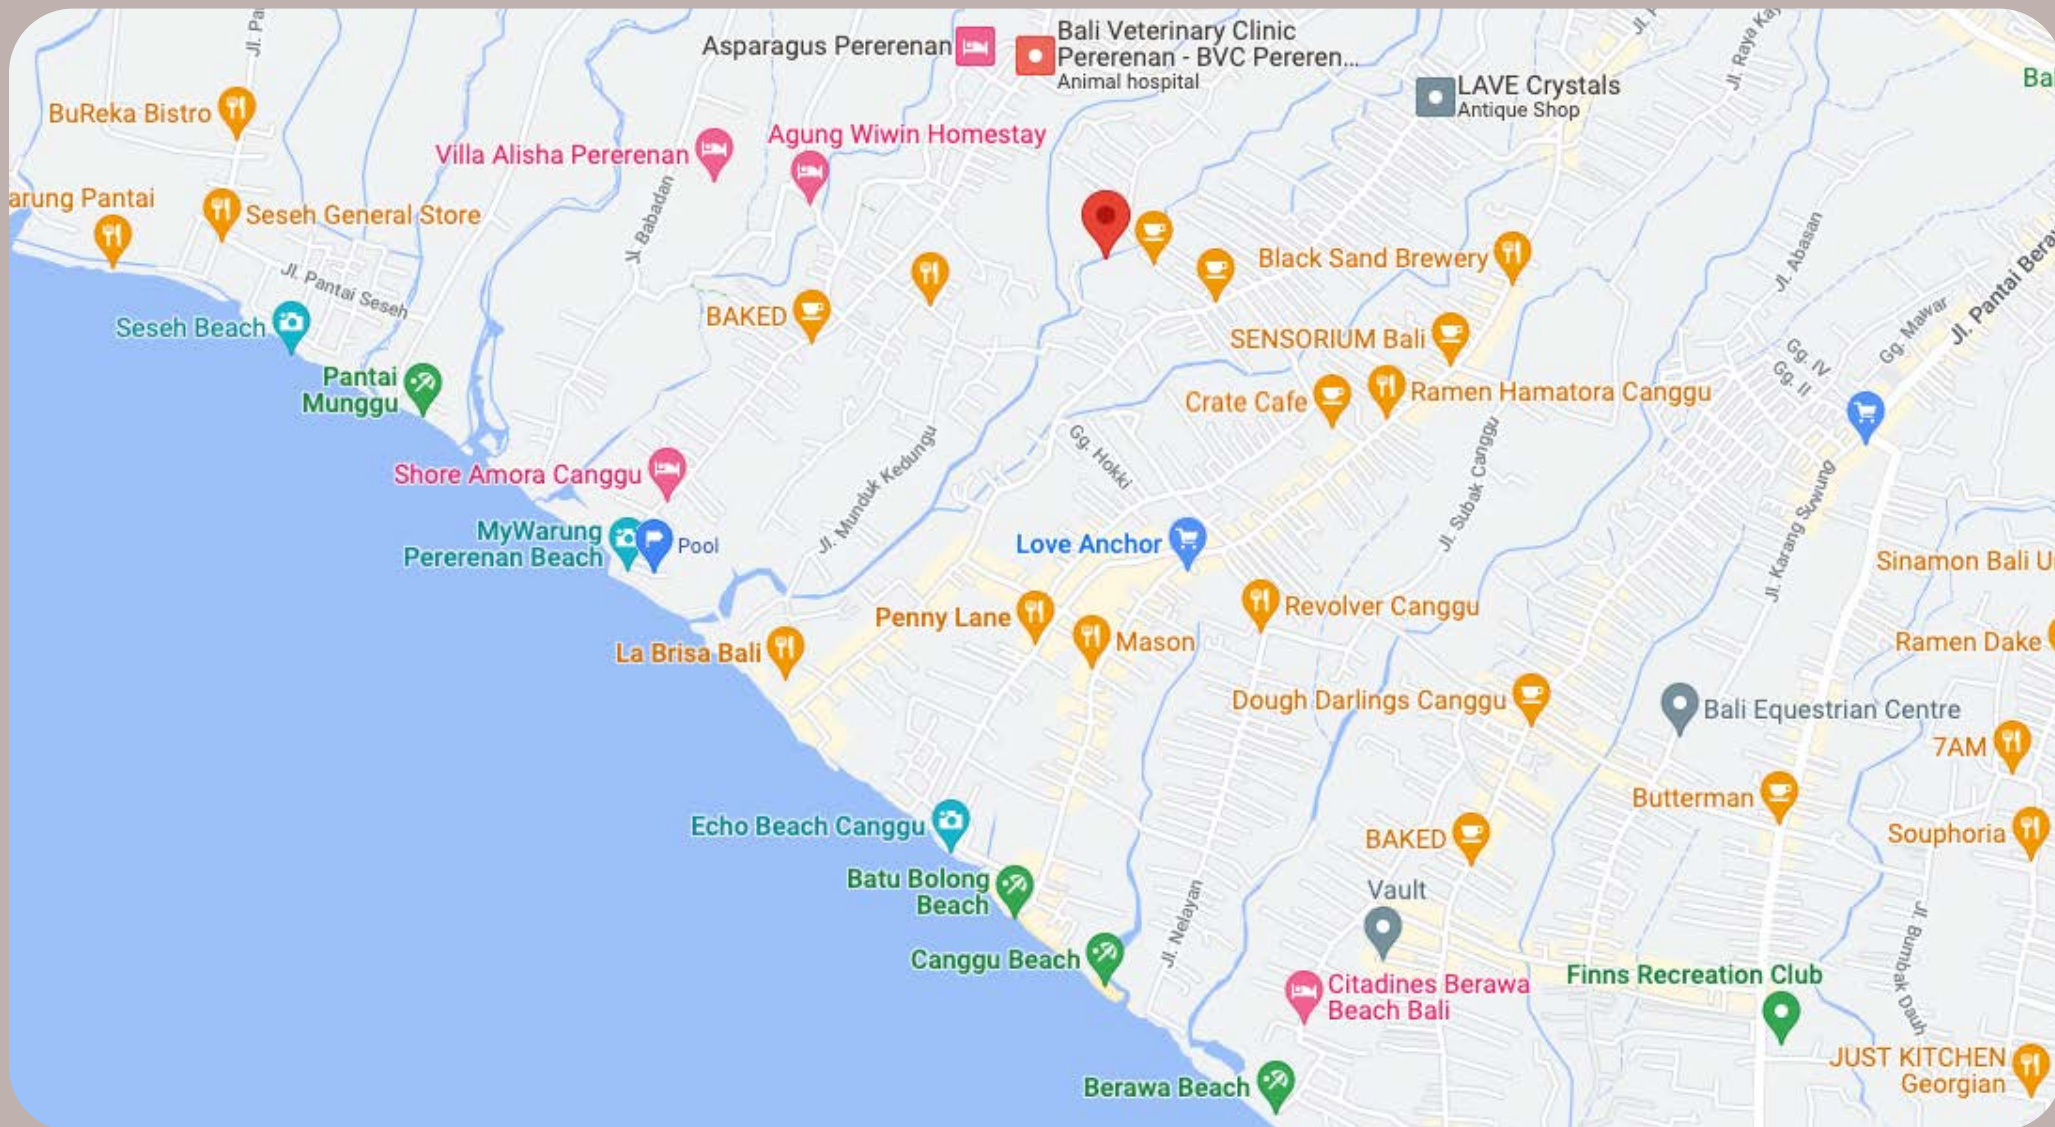 Jl. Pa
Asparagus Pererenan
Bali Veterinary Clinic
Pererenan - BVC Pereren...
Animal hospital
Jl. Raya Ka
LAVE Crystals
Antique Shop
Ba
BuReka Bistro
Villa Alisha Pererenan
Agung Wiwin Homestay
arung Pantai
Seseh General Store
Jl. Babadan
Jl. Pantai Seseh
Black Sand Brewery
Jl. Abasan
Jl. Pantai Bera
Gg. Mawar
Gg. IV
Gg. II
Seseh Beach
BAKED
SENSORIUM Bali
Pantai
Munggu
Crate Cafe
Ramen Hamatora Canggu
Gg. Hokki
Jl. Munduk Kedungu
Jl. Subak Canggu
Jl. Karang Suwung
Shore Amora Canggu
MyWarung
Pererenan Beach
Pool
Love Anchor
Sinamon Bali U
Penny Lane
Mason
Revolver Canggu
Ramen Dake
La Brisa Bali
Dough Darlings Canggu
Bali Equestrian Centre
7AM
Butterman
Echo Beach Canggu
BAKED
Souphoria
Batu Bolong
Beach
Vault
Jl. Nelayan
Jl. Bumbak Dauh
Canggu Beach
Citadines Berawa
Beach Bali
Finns Recreation Club
JUST KITCHEN
Georgian
Berawa Beach